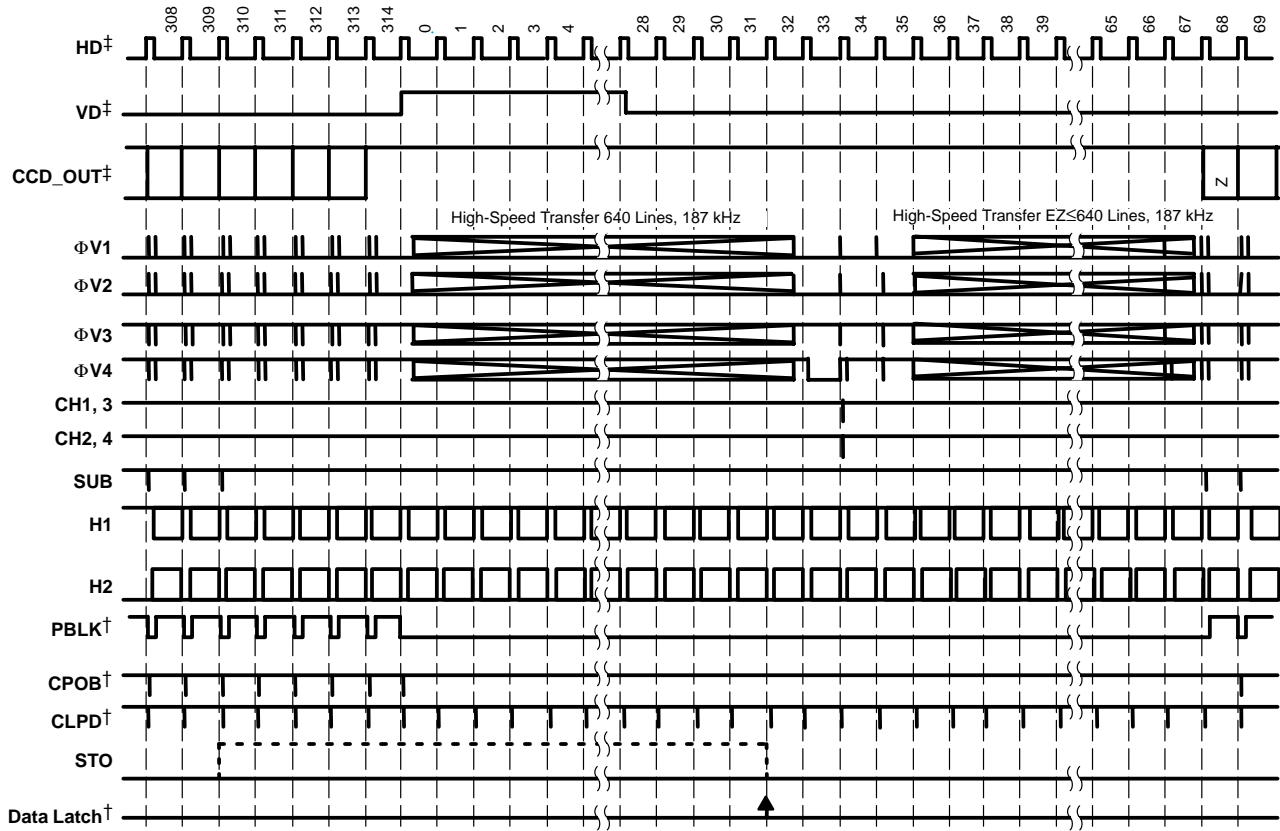 308 309 310 311 312 313 314 0 1 2 3 4 28 29 30 31 32 33 34 35 36 37 38 39 65 66 67 68 69
HD‡
VD‡
CCD_OUT‡
Z
High-Speed Transfer 640 Lines, 187 kHz
High-Speed Transfer EZ≤640 Lines, 187 kHz
ΦV1
ΦV2
ΦV3
ΦV4
CH1, 3
CH2, 4
SUB
H1
H2
PBLK†
CPOB†
CLPD†
STO
Data Latch†